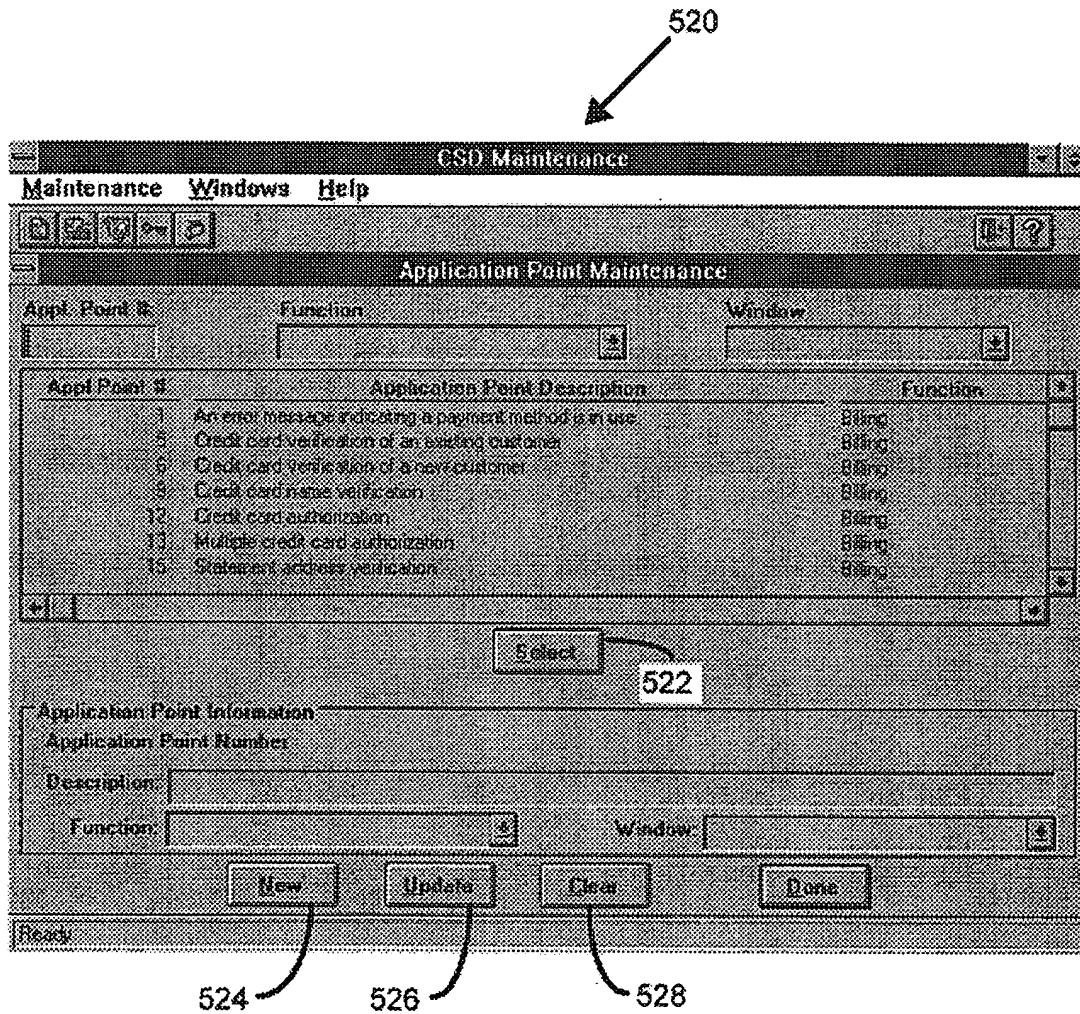 520
CSD Maintenance
Maintenance Windows Help
Application Point Maintenance
Appl. Point # Function Window
Appl Point # Application Point Description Function
1 An error message indicating a payment method is in use Billing
5 Credit card verification of an existing customer Billing
6 Credit card verification of a new customer Billing
Credit card name verification Billing
12 Credit card authorization Billing
13 Multiple credit card authorization Billing
15 Statement address verification Billing
Select
522
Application Point Information
Application Point Number
Description:
Function: Window:
New Update Clear Done
Ready
524 526 528